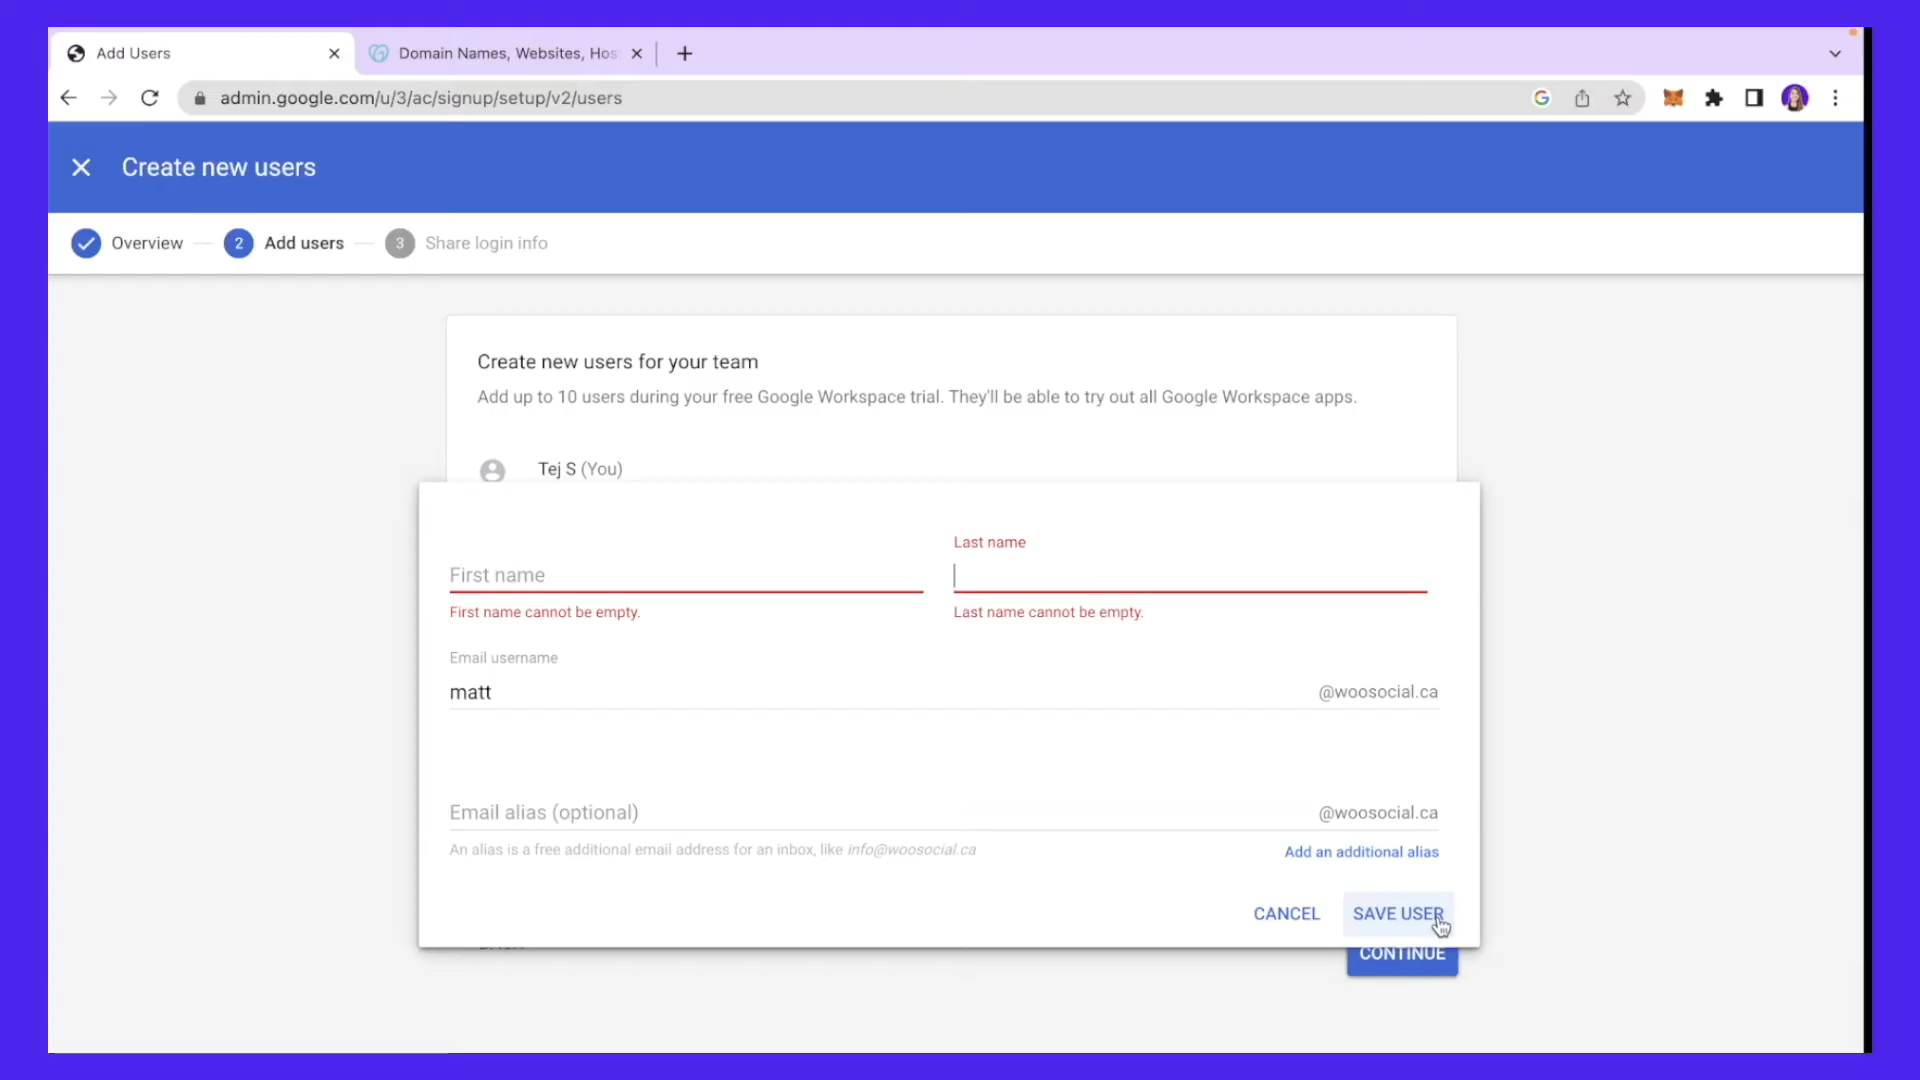 Add Users
Domain Names, Websites, Hos
admin.google.com/u/3/ac/signup/setup/v2/users
Create new users
Overview
2 Add users
3 Share login info
Create new users for your team
Add up to 10 users during your free Google Workspace trial. They'll be able to try out all Google Workspace apps.
Tej S (You)
Last name
First name
First name cannot be empty.
Last name cannot be empty.
Email username
matt
@woosocial.ca
Email alias (optional)
@woosocial.ca
An alias is a free additional email address for an inbox, like info@woosocial.ca
Add an additional alias
CANCEL
SAVE USER
CONTINUE